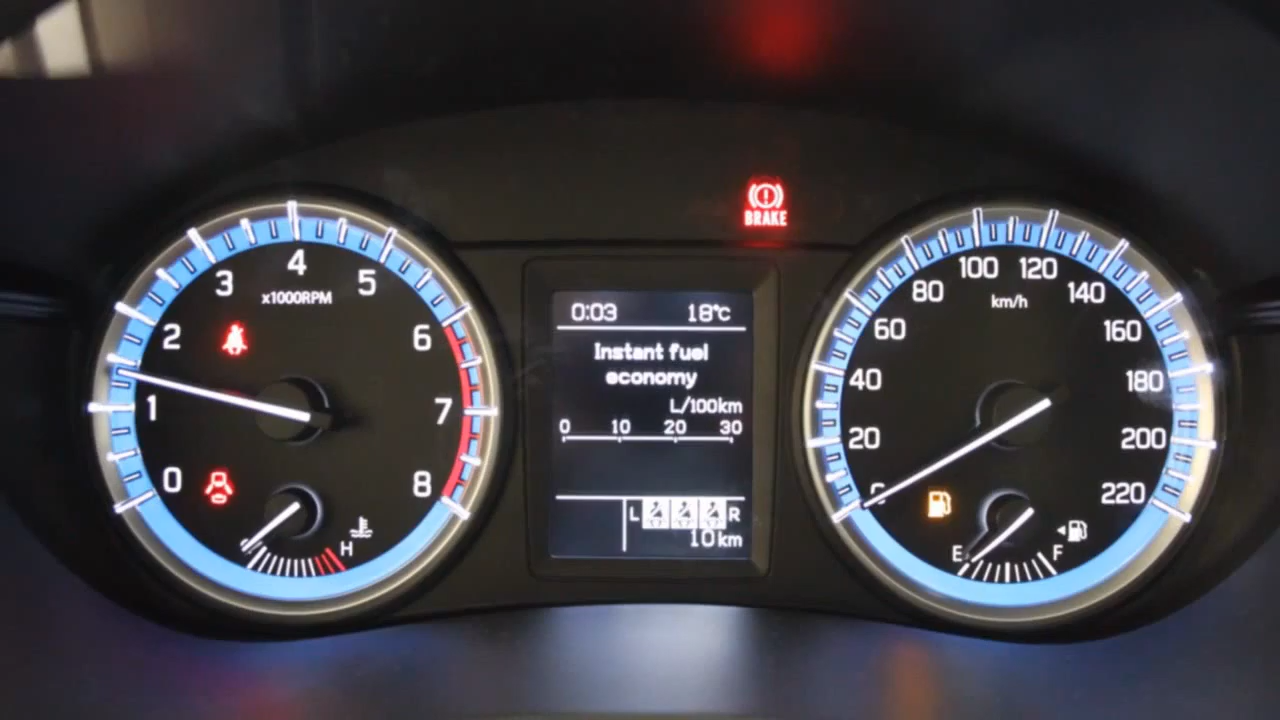 BRAKE
4
3
5
x1000RPM
2
6
1
7
0
8
H
0:03 18°C
Instant fuel
economy
L/100km
0 10 20 30
L R
10km
100 120
80 140
km/h
60 160
40 180
20 200
0 220
E F